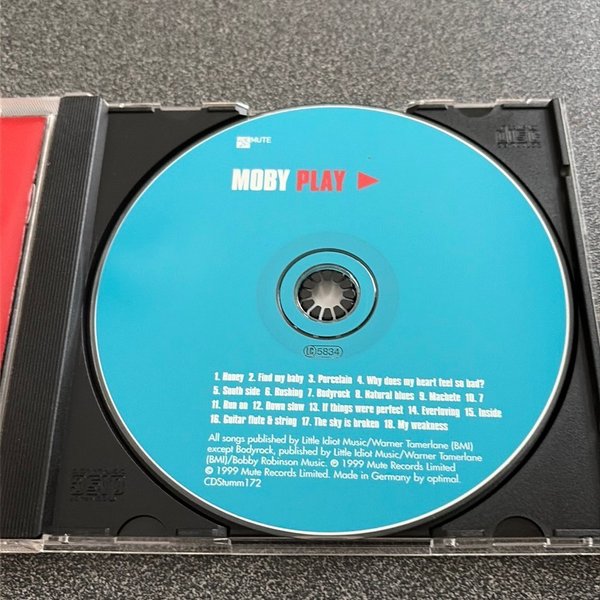 MUTE
MOBY PLAY
LC 5834
1. Honey 2. Find my baby 3. Porcelain 4. Why does my heart feel so bad?
5. South side 6. Rushing 7. Bodyrock 8. Natural blues 9. Machete 10. 7
11. Run on 12. Down slow 13. If things were perfect 14. Everloving 15. Inside
16. Guitar flute & string 17. The sky is broken 18. My weakness
All songs published by Little Idiot Music/Warner Tamerlane (BMI)
except Bodyrock, published by Little Idiot Music/Warner Tamerlane
(BMI)/Bobby Robinson Music. ℗ 1999 Mute Records Limited
© 1999 Mute Records Limited. Made in Germany by optimal.
CDStumm172